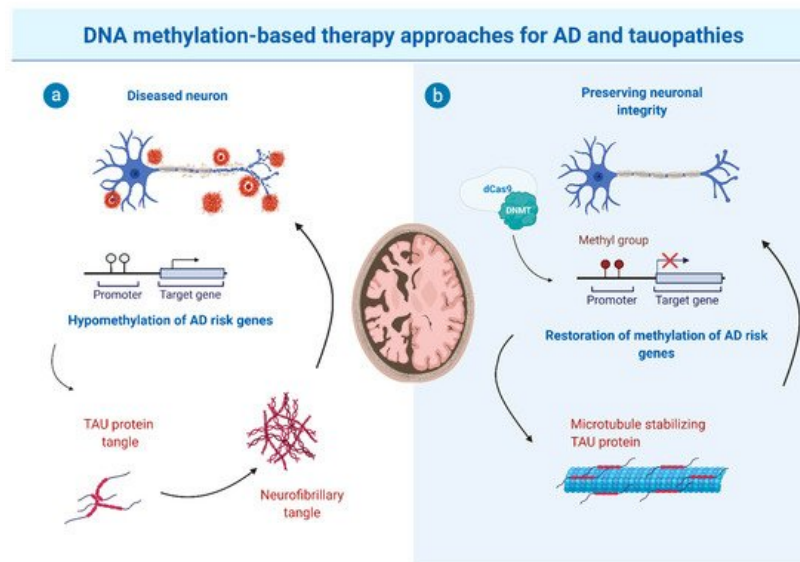 DNA methylation-based therapy approaches for AD and tauopathies
a
Diseased neuron
Promoter
Target gene
Hypomethylation of AD risk genes
TAU protein
tangle
Neurofibrillary
tangle
b
Preserving neuronal
integrity
dCas9
DNMT
Methyl group
Promoter
Target gene
Restoration of methylation of AD risk
genes
Microtubule stabilizing
TAU protein